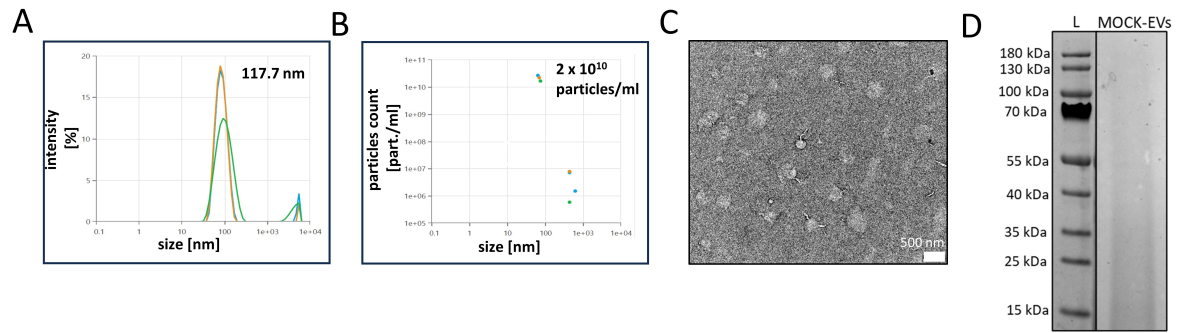 A
intensity
[%]
20
15
10
5
0
117.7 nm
0.1
1
10
100
1e+03
1e+04
size [nm]
B
particles count
[part./ml]
1e+11
1e+10
1e+09
1e+08
1e+07
1e+06
1e+05
2 x 10¹⁰
particles/ml
0.1
1
10
100
1e+03
1e+04
size [nm]
C
500 nm
D
L MOCK-EVs
180 kDa
130 kDa
100 kDa
70 kDa
55 kDa
40 kDa
35 kDa
25 kDa
15 kDa